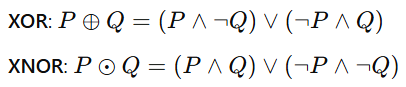 XOR: P ⊕ Q = (P ∧ ¬Q) ∨ (¬P ∧ Q)
XNOR: P ⊙ Q = (P ∧ Q) ∨ (¬P ∧ ¬Q)